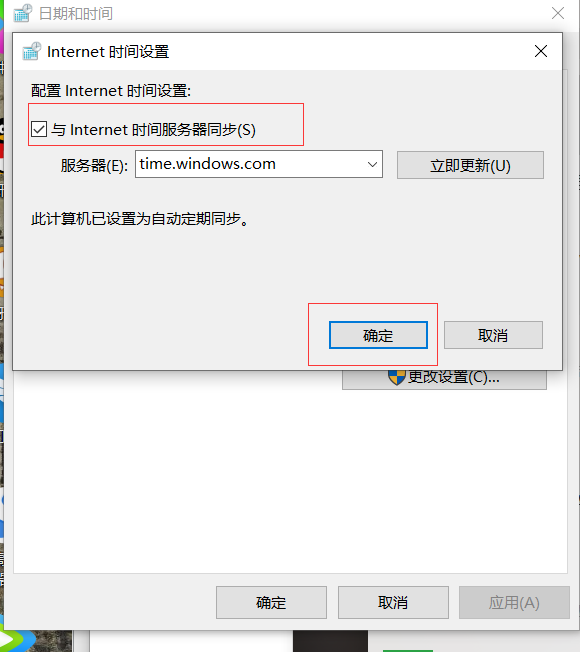 日期和时间
Internet 时间设置
配置 Internet 时间设置:
与 Internet 时间服务器同步(S)
服务器(E): time.windows.com 立即更新(U)
此计算机已设置为自动定期同步。
确定 取消
更改设置(C)...
确定 取消 应用(A)